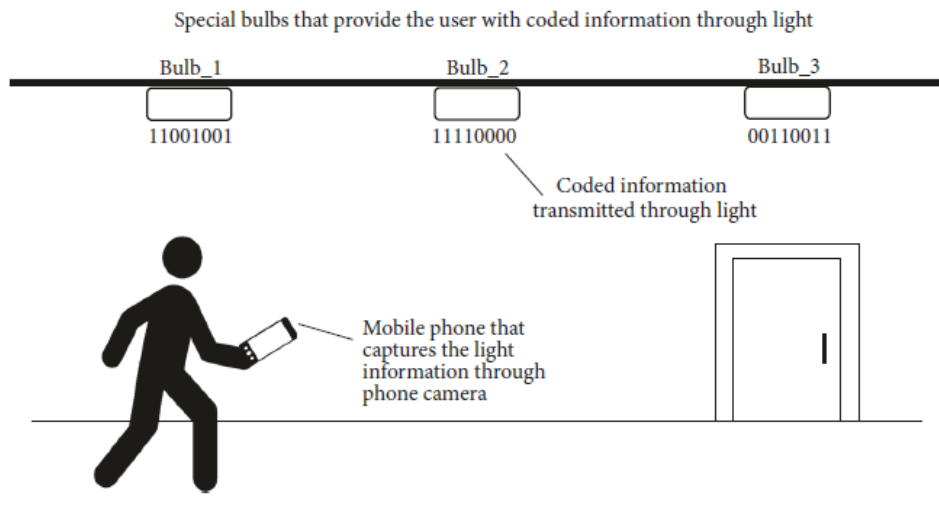 Special bulbs that provide the user with coded information through light
Bulb_1
Bulb_2
Bulb_3
11001001
11110000
00110011
Coded information
transmitted through light
Mobile phone that
captures the light
information through
phone camera